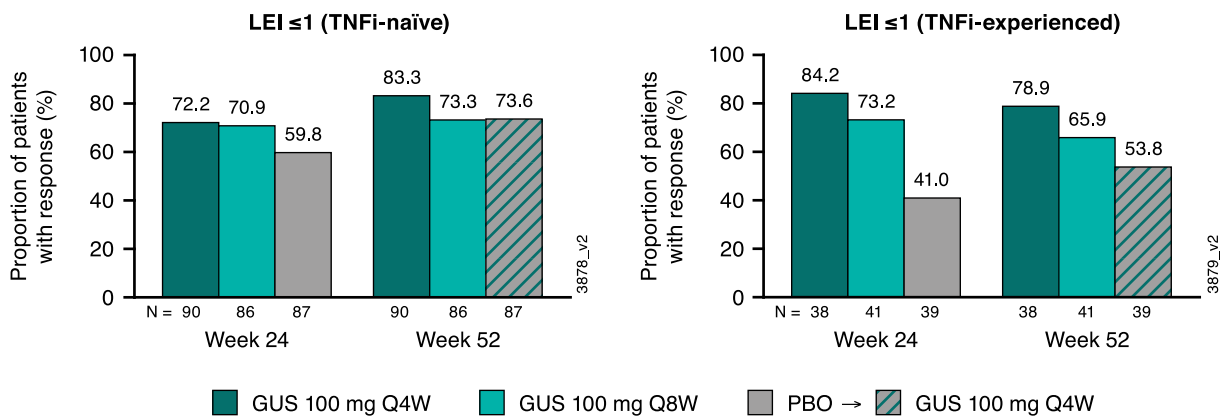 LEI ≤1 (TNFi-naïve)
Proportion of patients
with response (%)
100
80
60
40
20
0
72.2
70.9
59.8
83.3
73.3
73.6
N = 90 86 87 90 86 87
Week 24 Week 52
3878_v2
LEI ≤1 (TNFi-experienced)
Proportion of patients
with response (%)
100
80
60
40
20
0
84.2
73.2
41.0
78.9
65.9
53.8
N = 38 41 39 38 41 39
Week 24 Week 52
3879_v2
GUS 100 mg Q4W GUS 100 mg Q8W PBO → GUS 100 mg Q4W